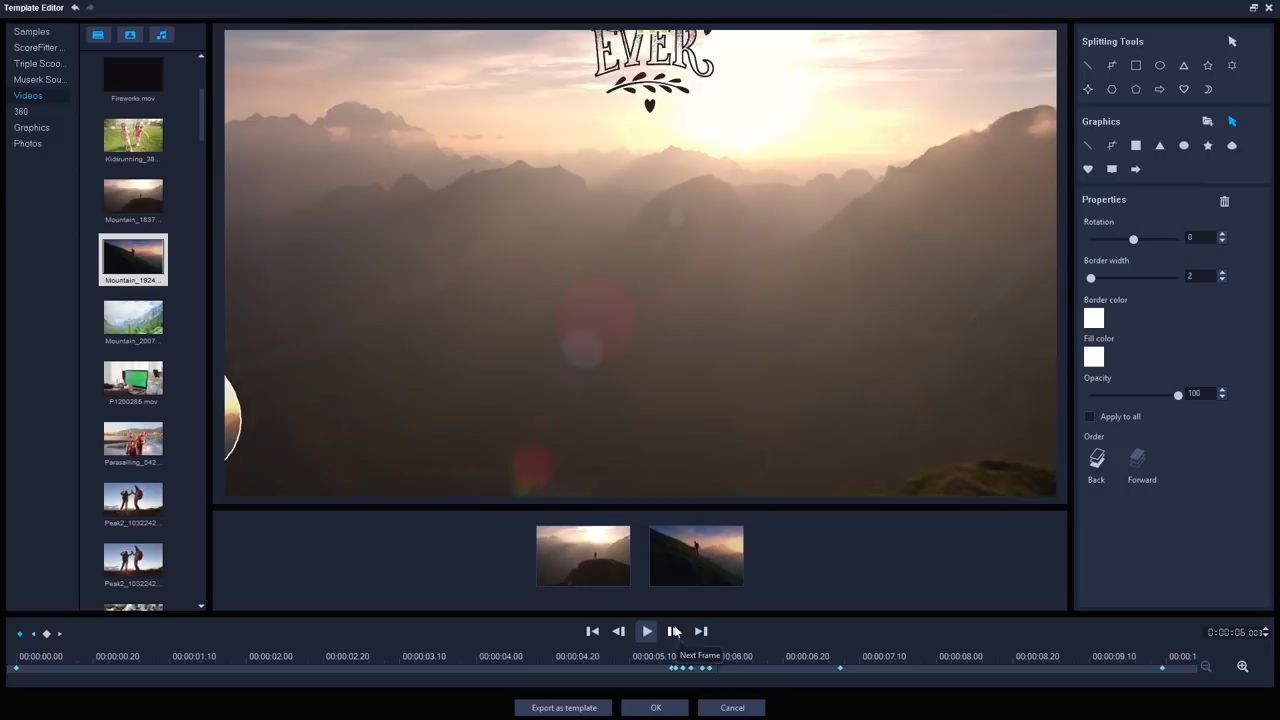 Template Editor
Samples
ScoreFitter ...
Triple Scoo...
Muserk Sou...
Videos
360
Graphics
Photos
Fireworks.mov
Kidsrunning_38...
Mountain_1837...
Mountain_1924...
Mountain_2007...
P1200285.mov
Parasailing_542...
Peak2_1032242...
Peak2_1032242...
EVER
Splitting Tools
Graphics
Properties
Rotation
0
Border width
2
Border color
Fill color
Opacity
100
Apply to all
Order
Back
Forward
0:00:06.003
00:00:00.00
00:00:00.20
00:00:01.10
00:00:02.00
00:00:02.20
00:00:03.10
00:00:04.00
00:00:04.20
00:00:05.10
00:06.00
00:00:06.20
00:00:07.10
00:00:08.00
00:00:08.20
00:00:09.10
00:00:1
Next Frame
Export as template
OK
Cancel